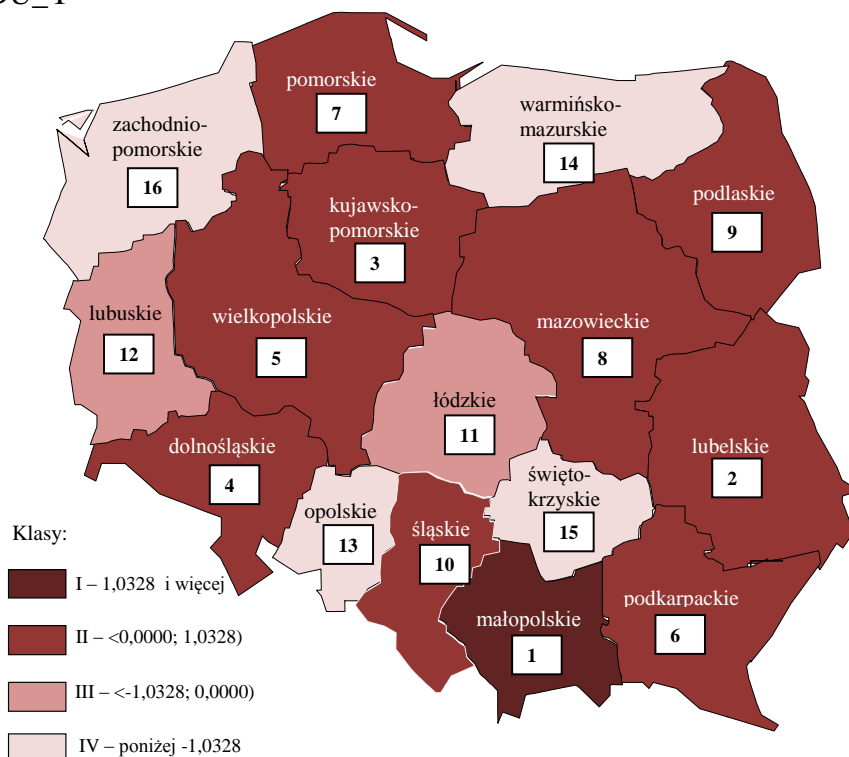 pomorskie
7
warmińsko-
mazurskie
14
zachodnio-
pomorskie
16
podlaskie
9
kujawsko-
pomorskie
3
lubuskie
12
wielkopolskie
5
mazowieckie
8
łódzkie
11
dolnośląskie
4
lubelskie
2
święto-
krzyskie
15
opolskie
13
śląskie
10
podkarpackie
6
małopolskie
1
Klasy:
I – 1,0328 i więcej
II – <0,0000; 1,0328)
III – <-1,0328; 0,0000)
IV – poniżej -1,0328